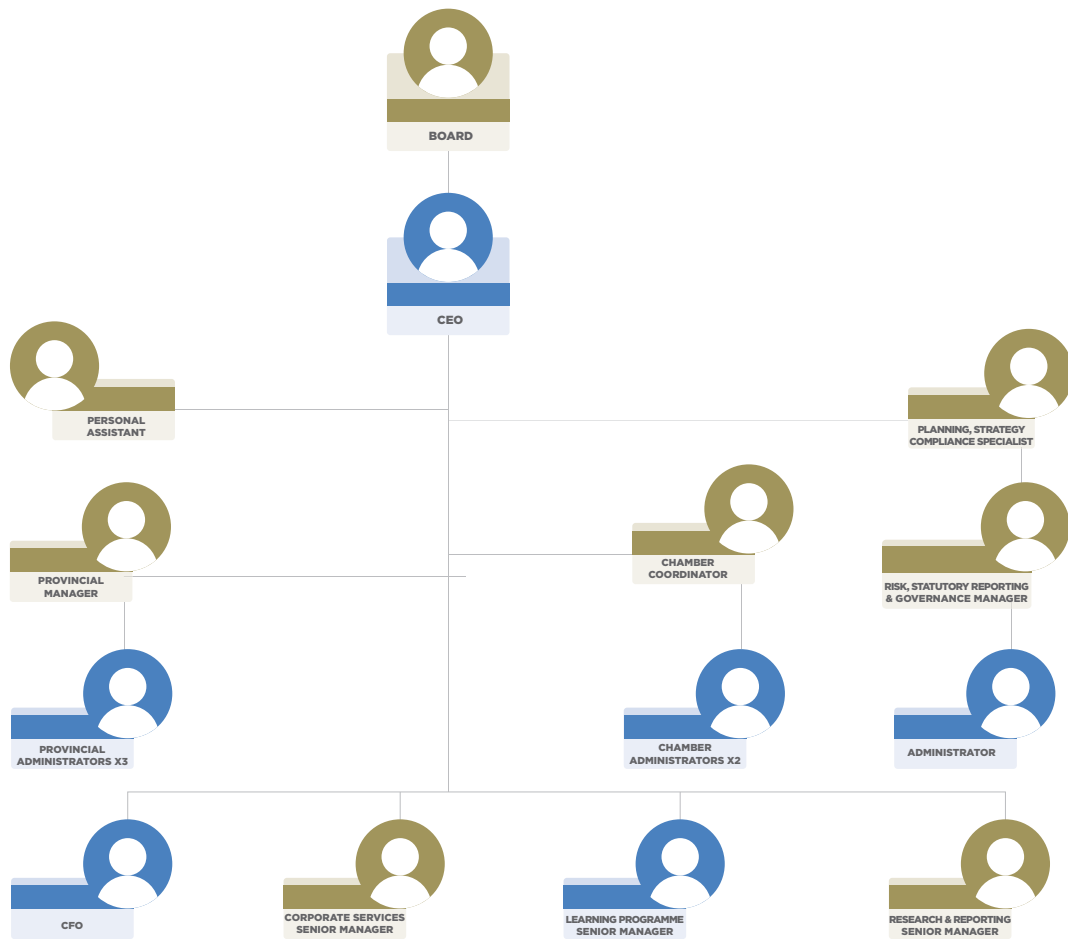 BOARD
CEO
PERSONAL
ASSISTANT
PLANNING, STRATEGY
COMPLIANCE SPECIALIST
PROVINCIAL
MANAGER
CHAMBER
COORDINATOR
RISK, STATUTORY REPORTING
& GOVERNANCE MANAGER
PROVINCIAL
ADMINISTRATORS X3
CHAMBER
ADMINISTRATORS X2
ADMINISTRATOR
CFO
CORPORATE SERVICES
SENIOR MANAGER
LEARNING PROGRAMME
SENIOR MANAGER
RESEARCH & REPORTING
SENIOR MANAGER